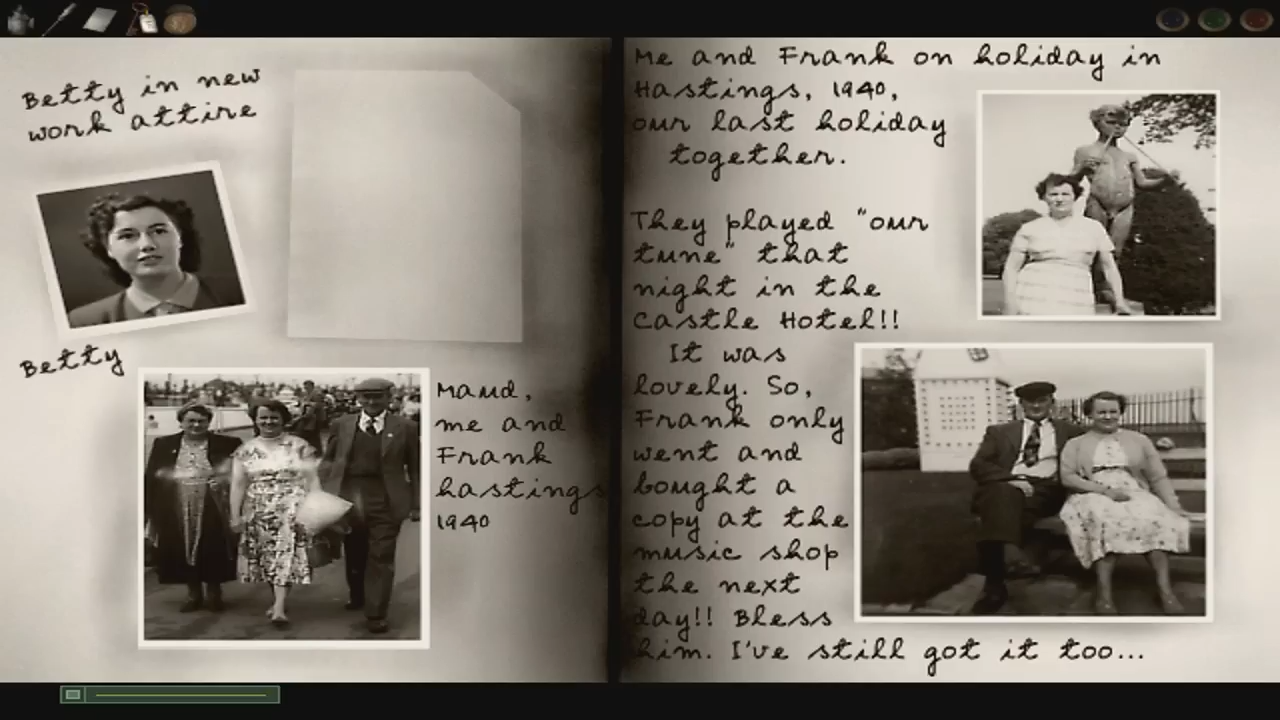 Betty in new
work attire
Betty
Maud,
me and
Frank
hastings
1940
Me and Frank on holiday in
Hastings, 1940,
our last holiday
together.
They played "our
tune" that
night in the
Castle Hotel!!
It was
lovely. So,
Frank only
went and
bought a
copy at the
music shop
the next
day!! Bless
him. I've still got it too...